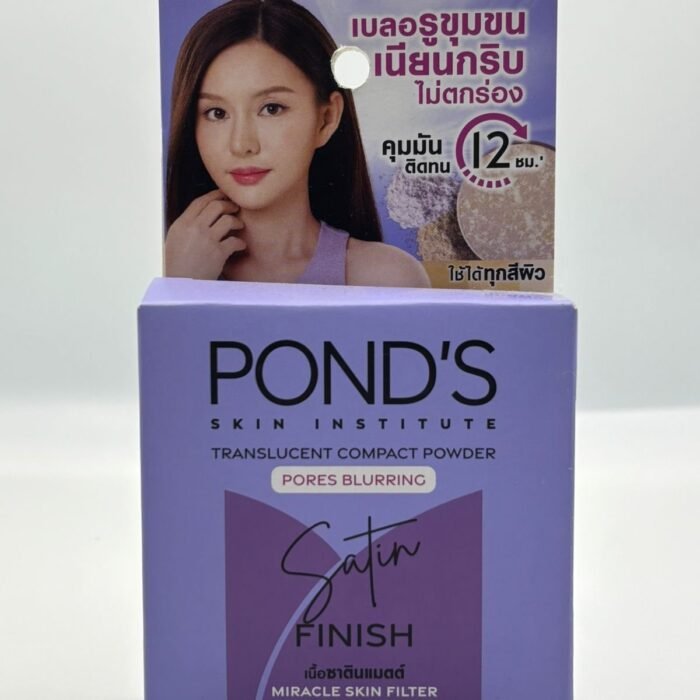 เบลอรูขุมขน
เนียนกริบ
ไม่ตกร่อง
คุมมัน
ติดทน
12 ชม.*
ใช้ได้ทุกสีผิว
POND'S
SKIN INSTITUTE
TRANSLUCENT COMPACT POWDER
PORES BLURRING
Satin
FINISH
เนื้อซาตินแมตต์
MIRACLE SKIN FILTER